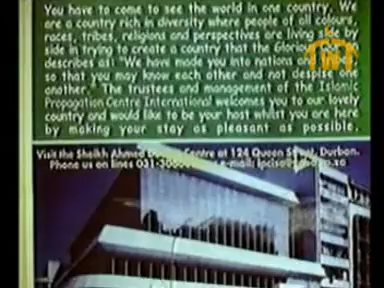 You have to come to see the world in one country. We
are a country rich in diversity where people of all colours,
races, tribes, religions and perspectives are living side by
side in trying to create a country that the Glorious
describes as: "We have made you into nations and
so that you may know each other and not despise one
another." The trustees and management of the Islamic
Propagation Centre International welcomes you to our lovely
country and would like to be your host whilst you are here
by making your stay as pleasant as possible.
Visit the Sheikh Ahmed Centre at 124 Queen Street, Durban.
Phone us on lines e-mail: